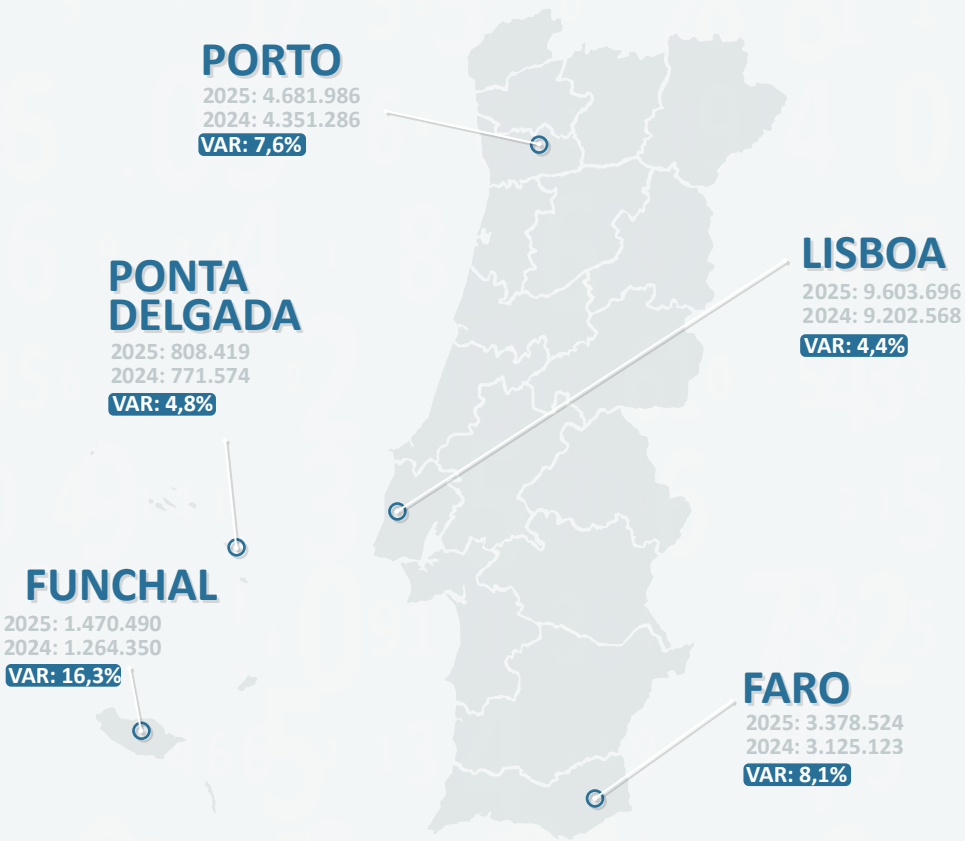 PORTO
2025: 4.681.986
2024: 4.351.286
VAR: 7,6%
LISBOA
2025: 9.603.696
2024: 9.202.568
VAR: 4,4%
PONTA
DELGADA
2025: 808.419
2024: 771.574
VAR: 4,8%
FUNCHAL
2025: 1.470.490
2024: 1.264.350
VAR: 16,3%
FARO
2025: 3.378.524
2024: 3.125.123
VAR: 8,1%